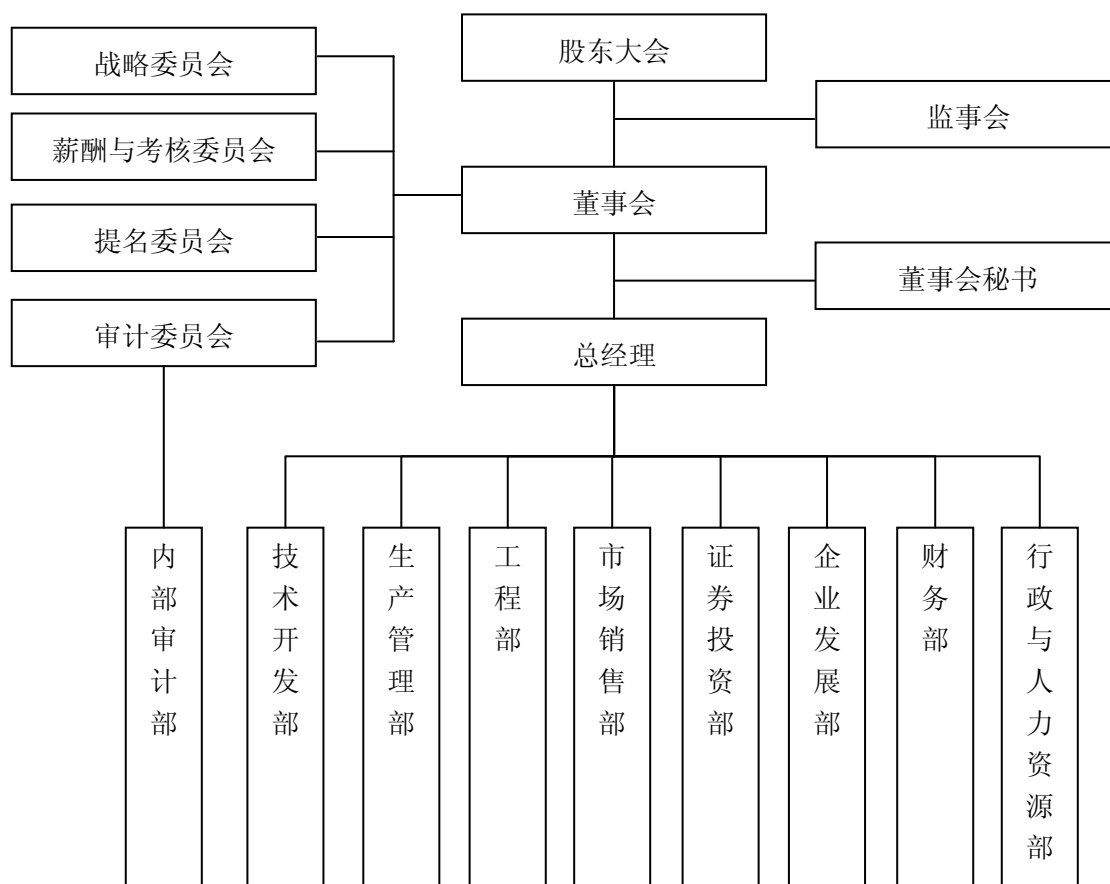 战略委员会
股东大会
监事会
薪酬与考核委员会
董事会
提名委员会
董事会秘书
审计委员会
总经理
内部审计部
技术开发部
生产管理部
工程部
市场销售部
证券投资部
企业发展部
财务部
行政与人力资源部